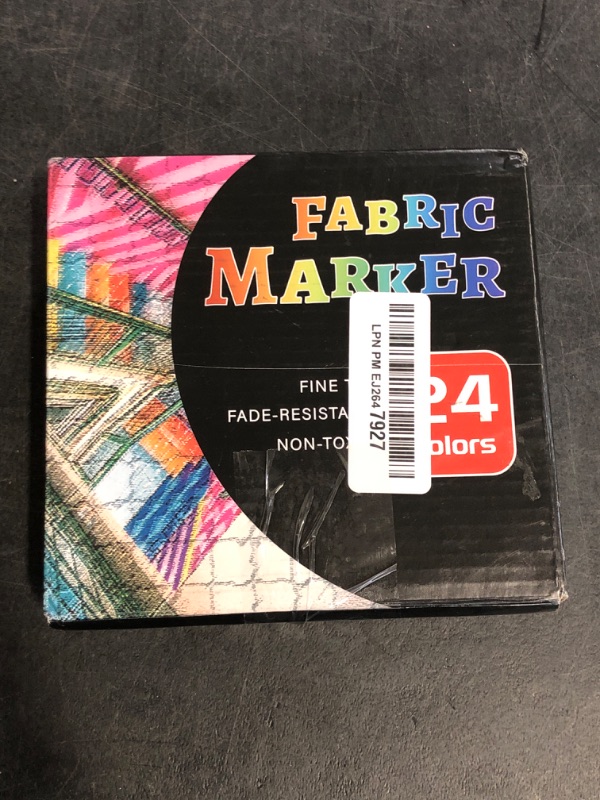 FABRIC
MARKER
FINE
FADE-RESISTA
NON-TOX
24
olors
LPN PM EJ264 7927